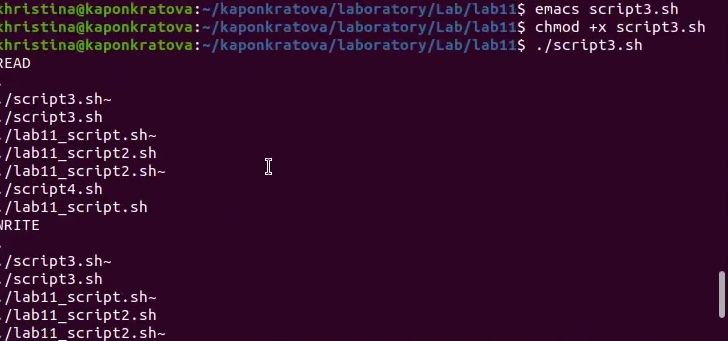 khristina@kaponkratova:~/kaponkratova/laboratory/Lab/lab11$ emacs script3.sh
khristina@kaponkratova:~/kaponkratova/laboratory/Lab/lab11$ chmod +x script3.sh
khristina@kaponkratova:~/kaponkratova/laboratory/Lab/lab11$ ./script3.sh
READ
.
./script3.sh~
./script3.sh
./lab11_script.sh~
./lab11_script2.sh
./lab11_script2.sh~
./script4.sh
./lab11_script.sh
WRITE
.
./script3.sh~
./script3.sh
./lab11_script.sh~
./lab11_script2.sh
./lab11_script2.sh~